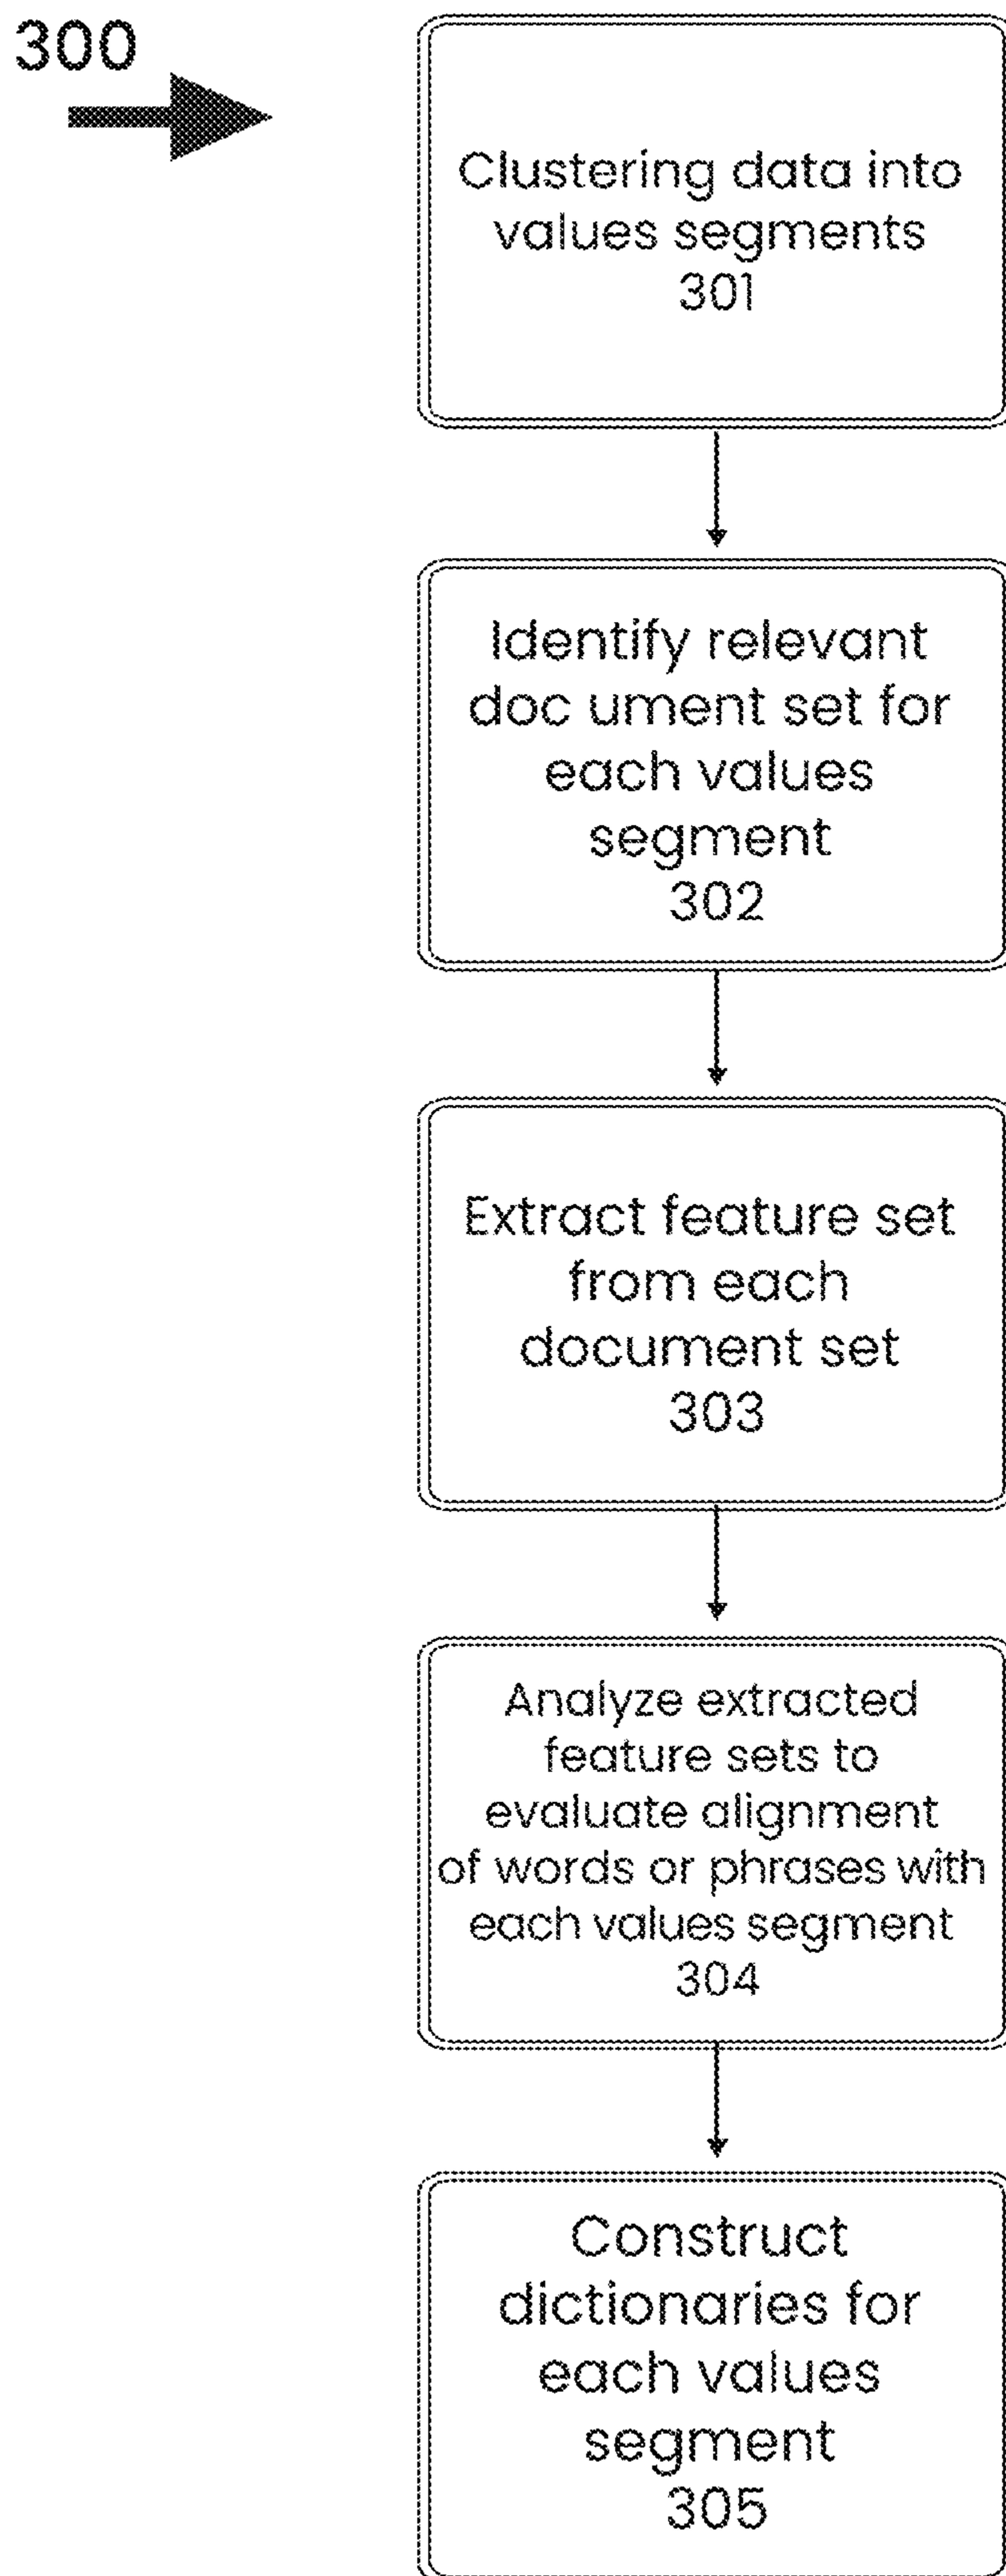 300
Clustering data into
values segments
301
Identify relevant
doc ument set for
each values
segment
302
Extract feature set
from each
document set
303
Analyze extracted
feature sets to
evaluate alignment
of words or phrases with
each values segment
304
Construct
dictionaries for
each values
segment
305